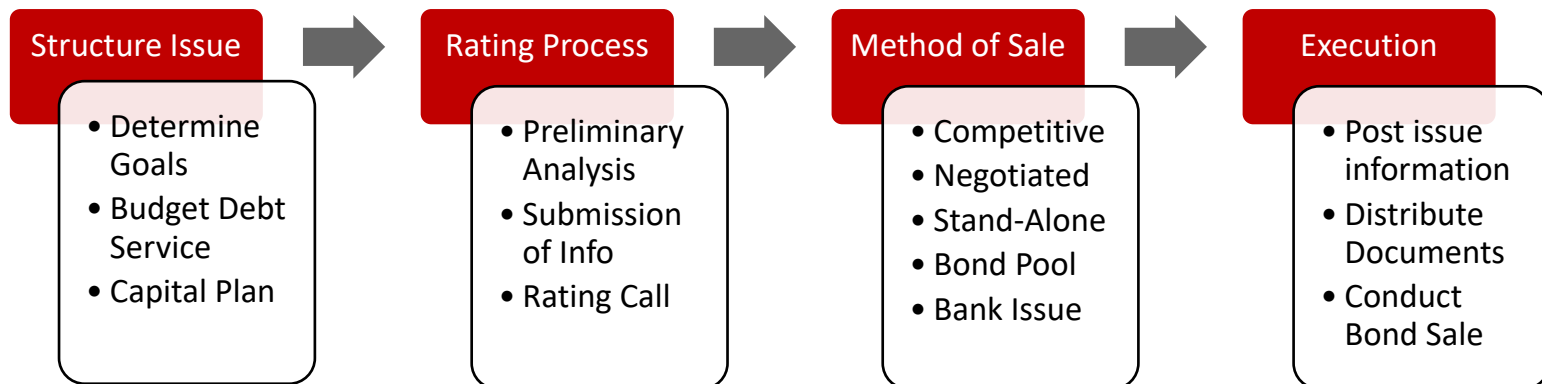 Structure Issue
• Determine
Goals
• Budget Debt
Service
• Capital Plan
Rating Process
• Preliminary
Analysis
• Submission
of Info
• Rating Call
Method of Sale
• Competitive
• Negotiated
• Stand-Alone
• Bond Pool
• Bank Issue
Execution
• Post issue
information
• Distribute
Documents
• Conduct
Bond Sale